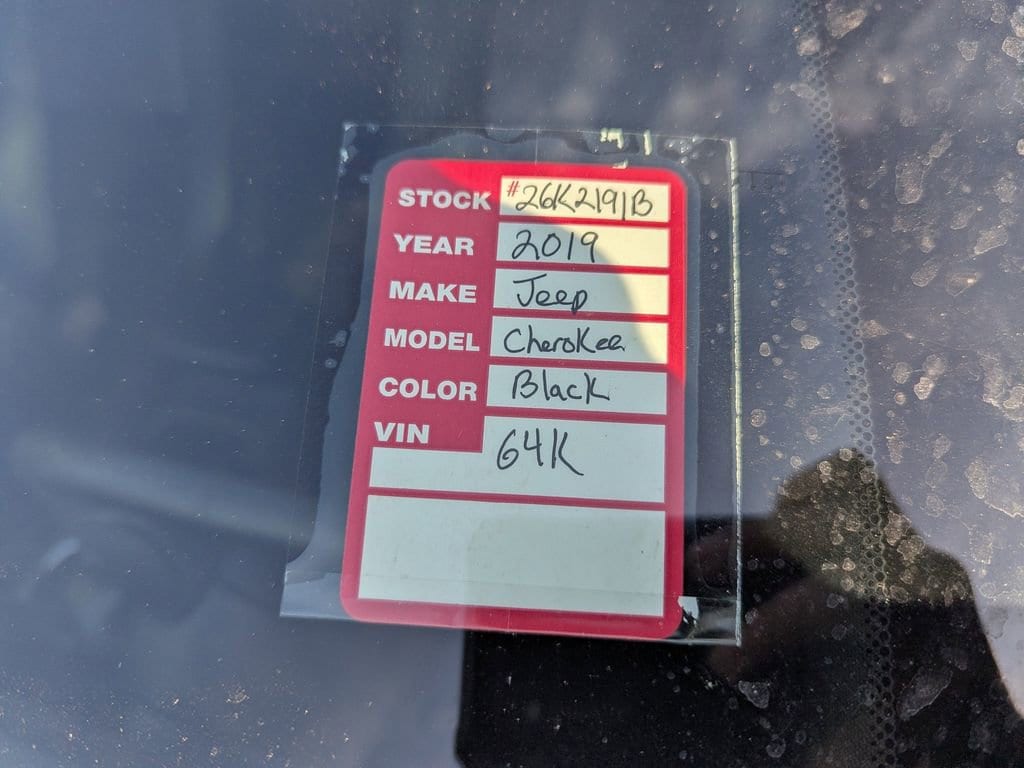 STOCK #26K2191B
YEAR 2019
MAKE Jeep
MODEL Cherokee
COLOR Black
VIN 64K